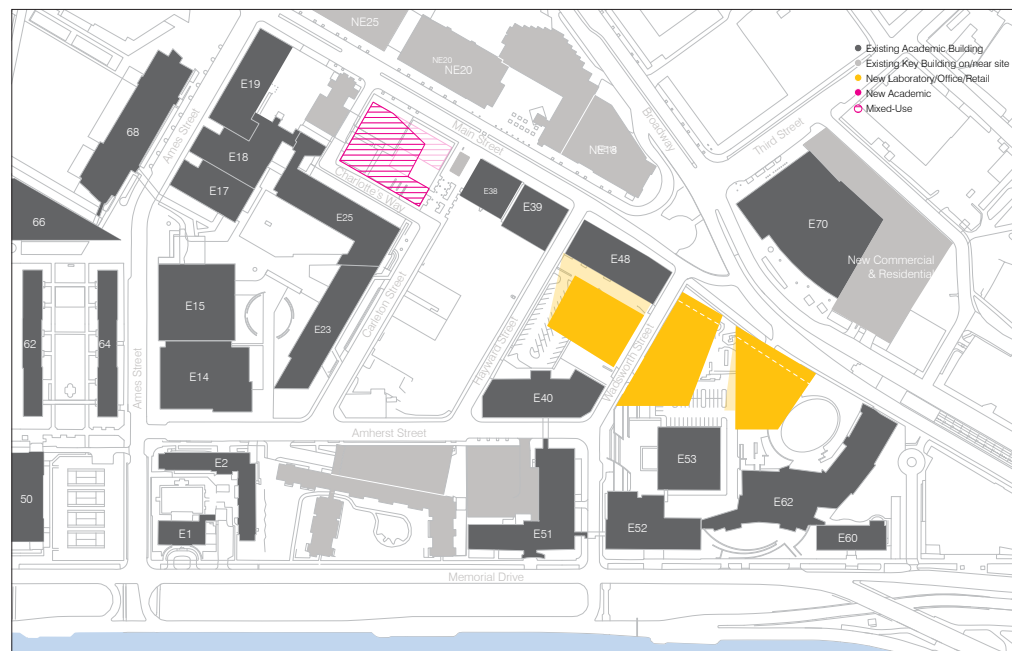 NE25
NE20
NE20
Existing Academic Building
Existing Key Building on/near site
New Laboratory/Office/Retail
New Academic
Mixed-Use
E19
Ames Street
68
Main Street
Broadway
Third Street
E18
NE18
E17
Charlotte's Way
E38
E39
66
E25
E70
E48
New Commercial
& Residential
E15
Carleton Street
62
64
E23
Hayward Street
Wadsworth Street
Ames Street
E14
E40
Amherst Street
E53
E2
50
E62
E1
E51
E52
E60
Memorial Drive